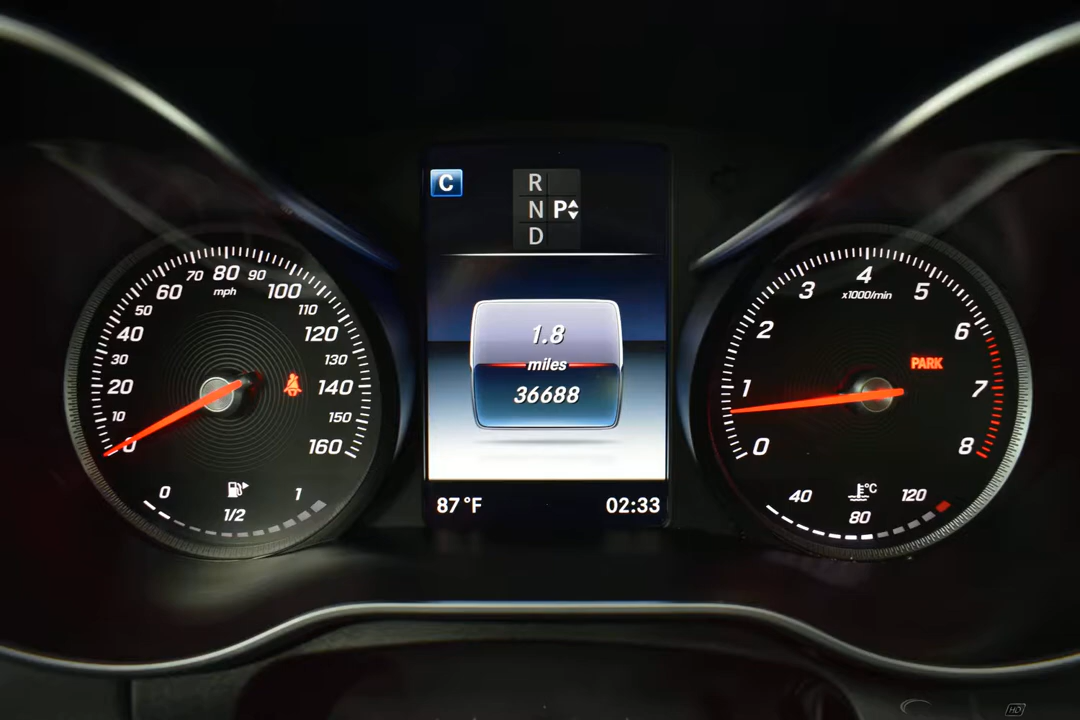 C
R
N P
D
70 80 90
mph
60 100
50 110
40 120
30 130
20 140
10 150
0 160
0 1
1/2
1.8
miles
36688
87 °F 02:33
4
x1000/min
3 5
2 6
PARK
1 7
0 8
°C
40 120
80
HD